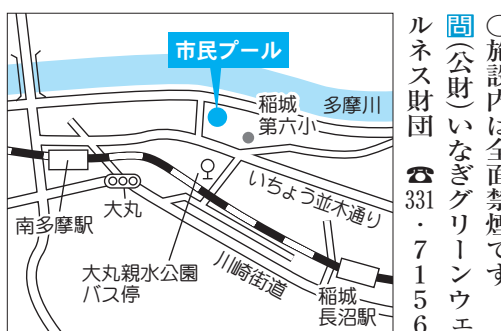 〇施設内は全面禁煙です
問(公財)いなぎグリーンウェ
ルネス財団 ☎331・7156
市民プール
稲城
第六小
多摩川
いちょう並木通り
大丸
南多摩駅
大丸親水公園
バス停
川崎街道
稲城
長沼駅